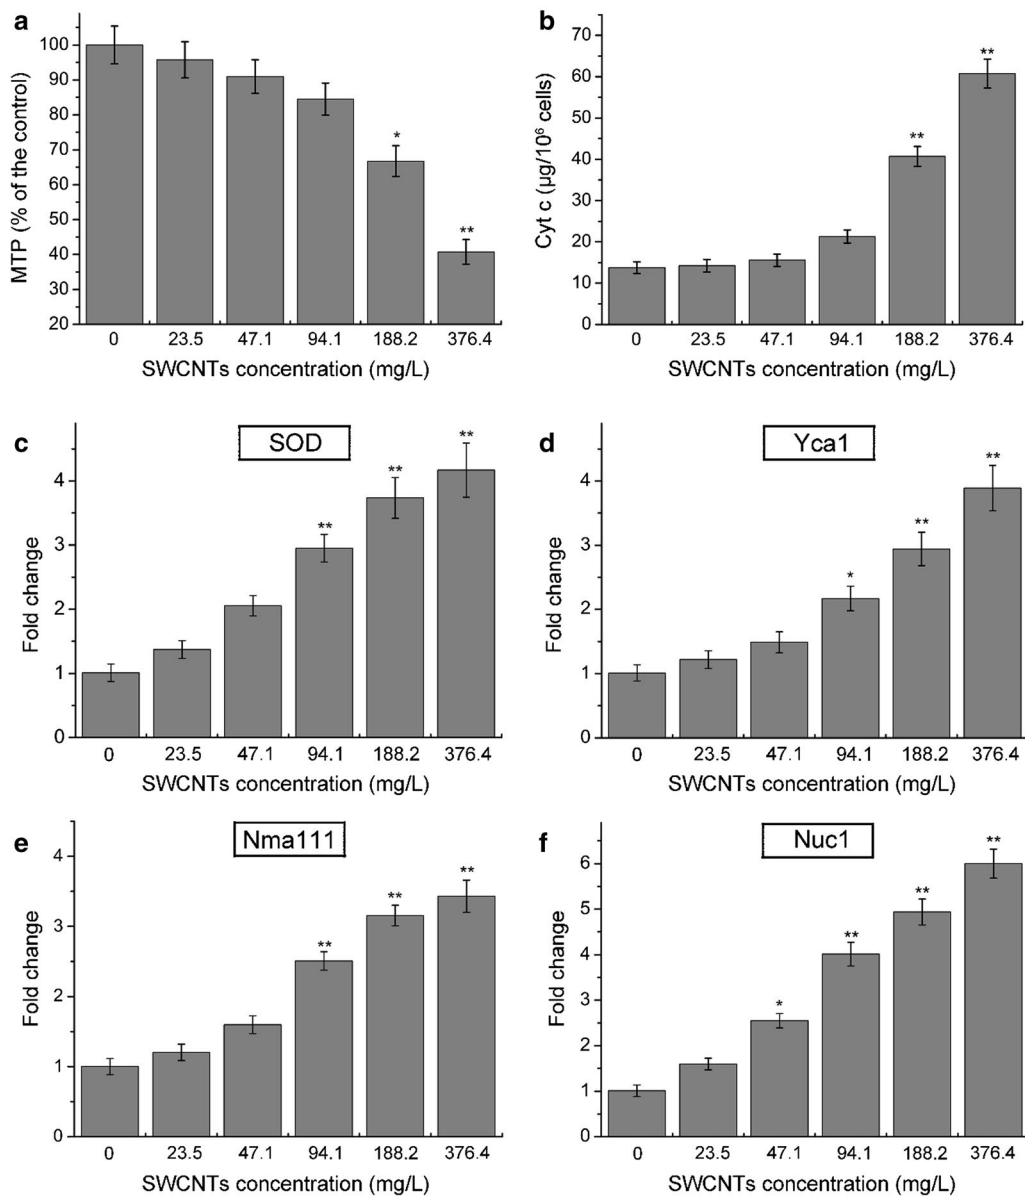 a
MTP (% of the control)
100
90
80
70
60
50
40
30
20
*
**
0 23.5 47.1 94.1 188.2 376.4
SWCNTs concentration (mg/L)
b
Cyt c (µg/10⁶ cells)
70
60
50
40
30
20
10
0
**
**
0 23.5 47.1 94.1 188.2 376.4
SWCNTs concentration (mg/L)
c
SOD
Fold change
4
3
2
1
0
**
**
**
0 23.5 47.1 94.1 188.2 376.4
SWCNTs concentration (mg/L)
d
Yca1
Fold change
4
3
2
1
0
*
**
**
0 23.5 47.1 94.1 188.2 376.4
SWCNTs concentration (mg/L)
e
Nma111
Fold change
4
3
2
1
0
**
**
**
0 23.5 47.1 94.1 188.2 376.4
SWCNTs concentration (mg/L)
f
Nuc1
Fold change
6
5
4
3
2
1
0
*
**
**
**
0 23.5 47.1 94.1 188.2 376.4
SWCNTs concentration (mg/L)